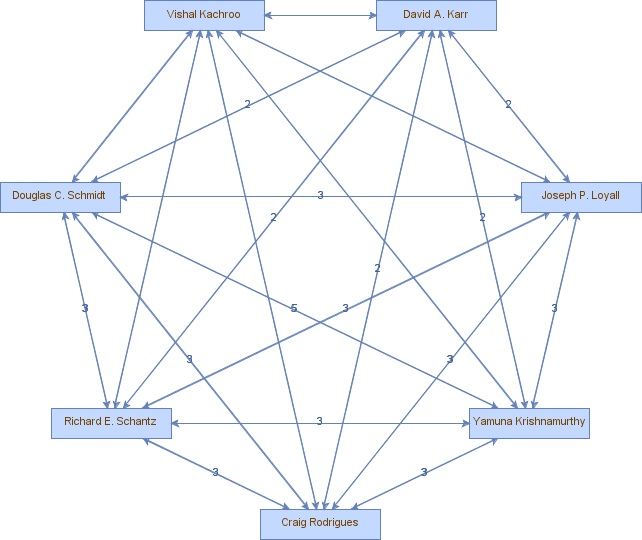 Vishal Kachroo
David A. Karr
2
2
Douglas C. Schmidt
3
Joseph P. Loyall
2
2
2
3
5
3
3
3
3
Richard E. Schantz
3
Yamuna Krishnamurthy
3
3
Craig Rodrigues